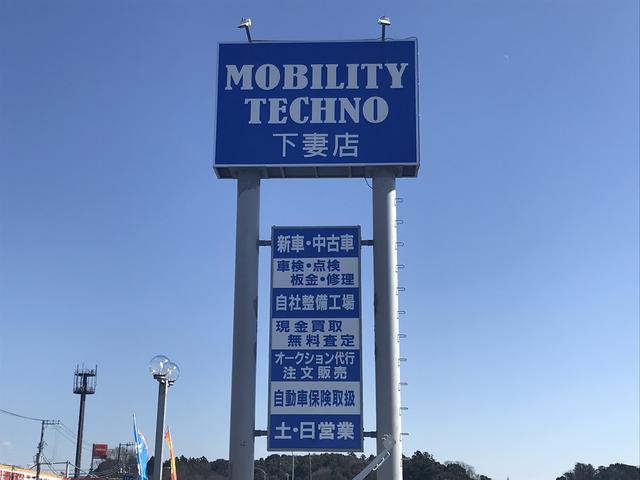 MOBILITY
TECHNO
下妻店
新車・中古車
車検・点検
板金・修理
自社整備工場
現金買取
無料査定
オークション代行
注文販売
自動車保険取扱
土・日営業